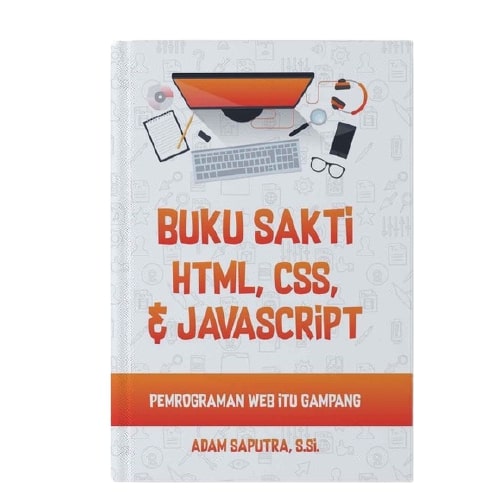 BUKU SAKTi
HTML, CSS,
& JAVASCRiPT
PEMROGRAMAN WEB iTU GAMPANG
ADAM SAPUTRA, S.Si.